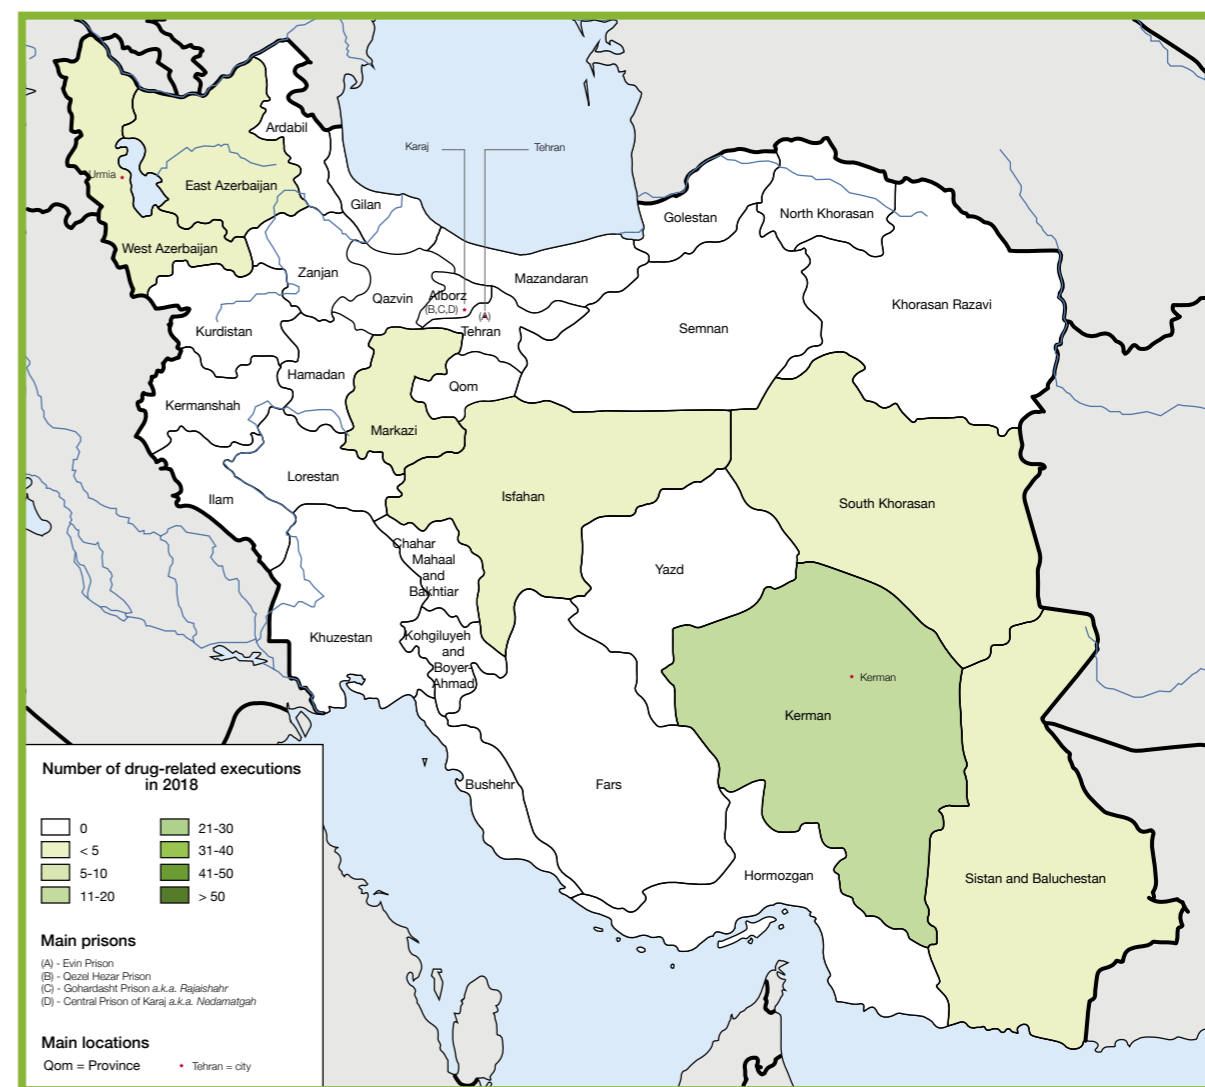 Ardabil
Karaj
Tehran
Urmia
East Azerbaijan
Gilan
Golestan
North Khorasan
West Azerbaijan
Zanjan
Mazandaran
Qazvin
Alborz
(B,C,D)
(A)
Tehran
Khorasan Razavi
Semnan
Kurdistan
Hamadan
Qom
Kermanshah
Markazi
Lorestan
Ilam
Isfahan
South Khorasan
Chahar
Mahaal
and
Bakhtiar
Yazd
Khuzestan
Kohgiluyeh
and
Boyer-
Ahmad
Kerman
Kerman
Bushehr
Fars
Hormozgan
Sistan and Baluchestan
Number of drug-related executions
in 2018
0
< 5
5-10
11-20
21-30
31-40
41-50
> 50
Main prisons
(A) - Evin Prison
(B) - Qezel Hezar Prison
(C) - Gohardasht Prison a.k.a. Rajaishahr
(D) - Central Prison of Karaj a.k.a. Nedamatgah
Main locations
Qom = Province
Tehran = city